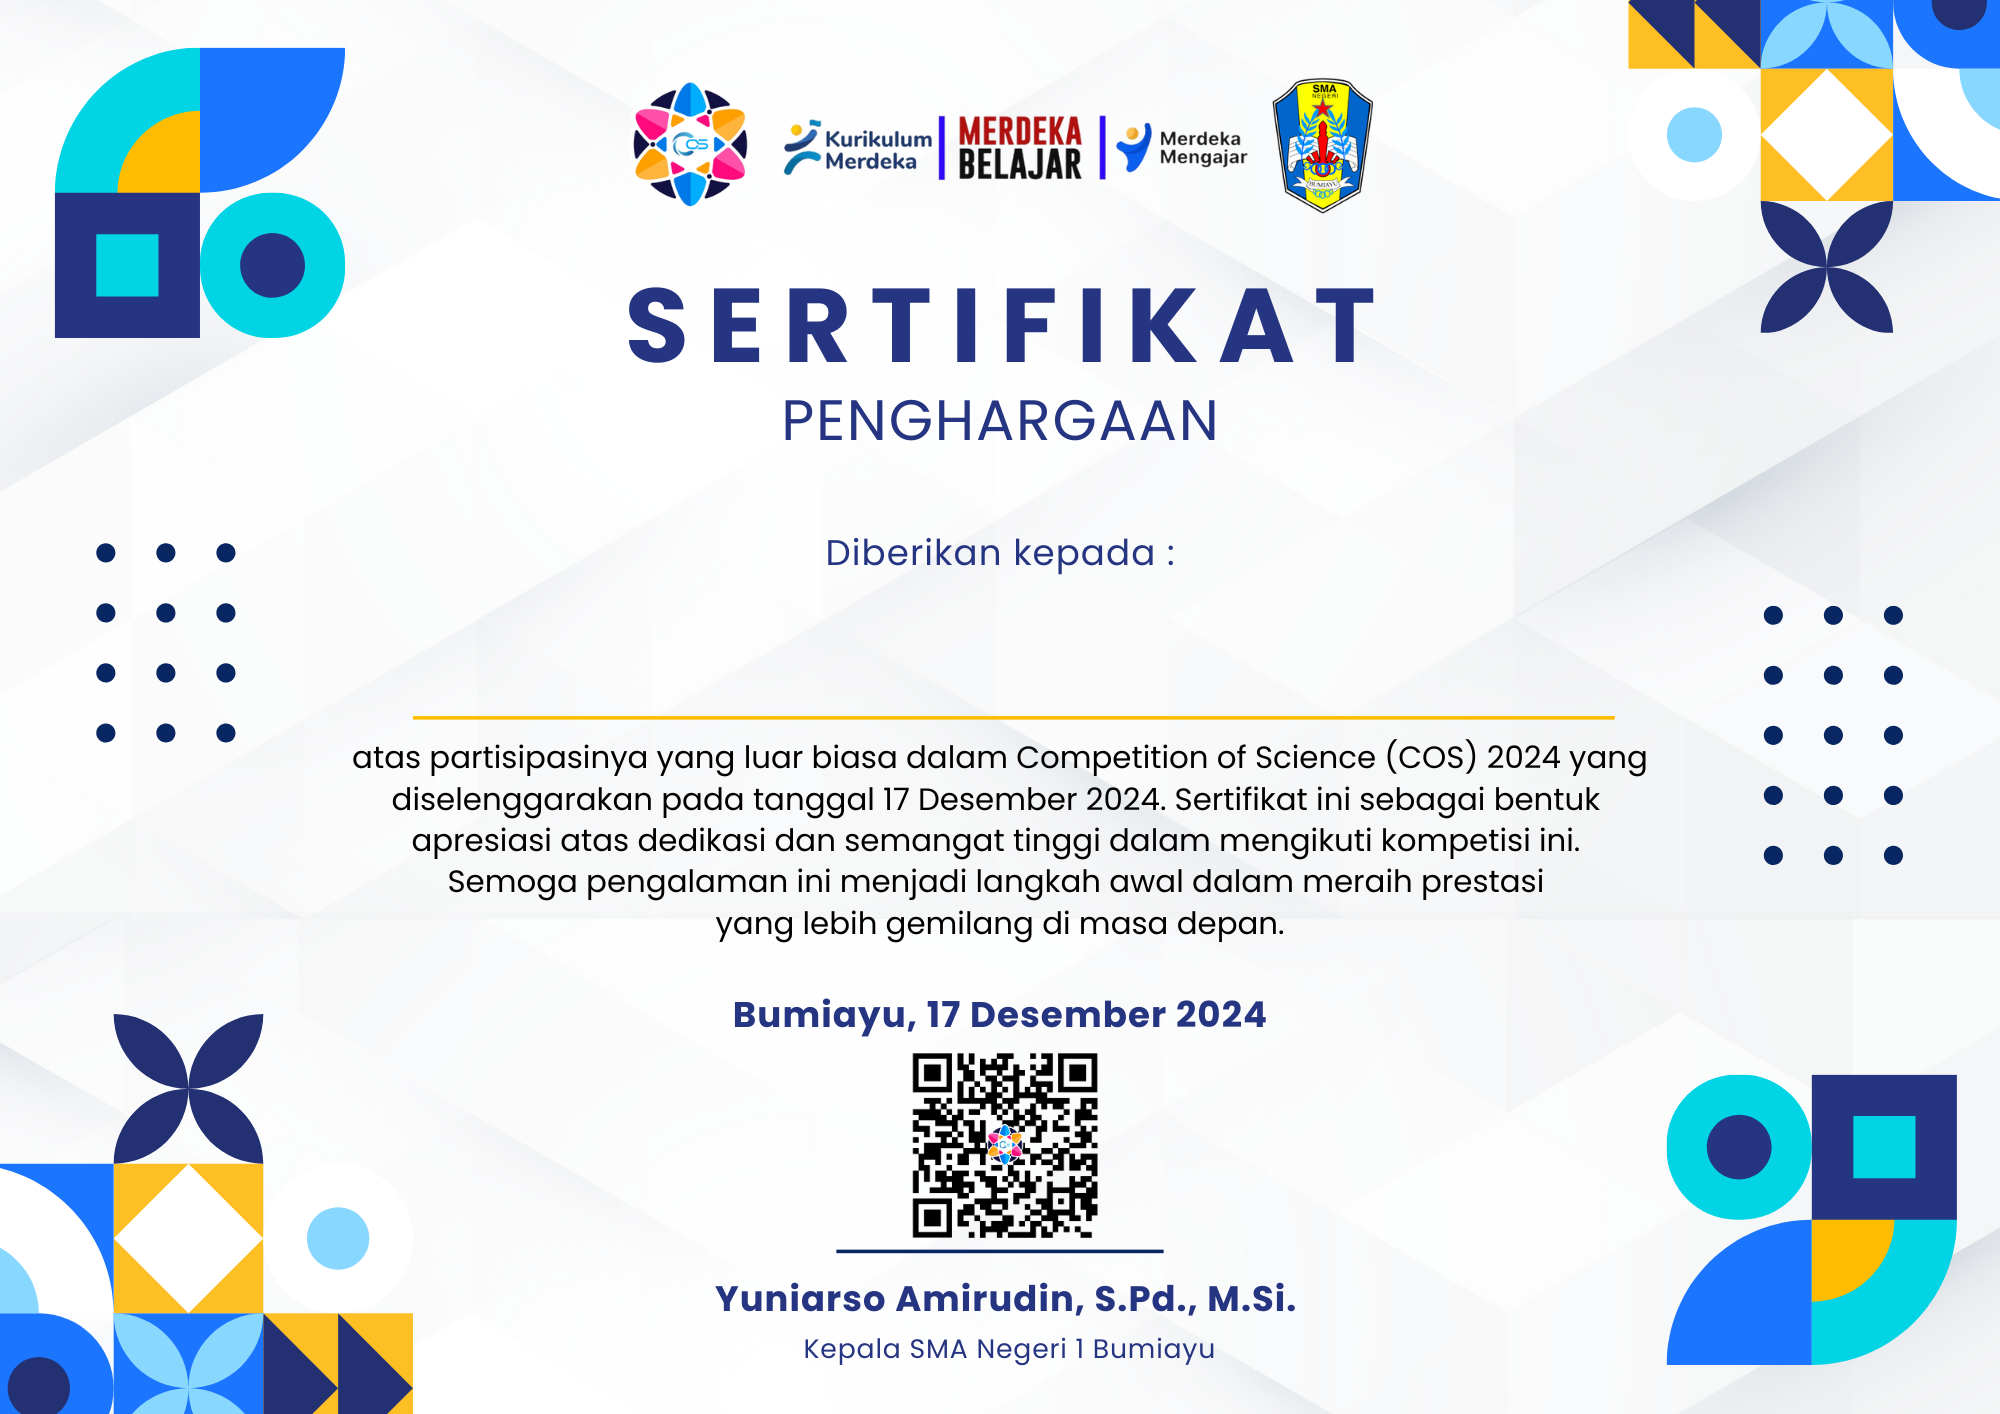 COS
Kurikulum
Merdeka
MERDEKA
BELAJAR
Merdeka
Mengajar
SMA
NEGERI
BUMIAYU
SERTIFIKAT
PENGHARGAAN
Diberikan kepada :
atas partisipasinya yang luar biasa dalam Competition of Science (COS) 2024 yang
diselenggarakan pada tanggal 17 Desember 2024. Sertifikat ini sebagai bentuk
apresiasi atas dedikasi dan semangat tinggi dalam mengikuti kompetisi ini.
Semoga pengalaman ini menjadi langkah awal dalam meraih prestasi
yang lebih gemilang di masa depan.
Bumiayu, 17 Desember 2024
Yuniarso Amirudin, S.Pd., M.Si.
Kepala SMA Negeri 1 Bumiayu